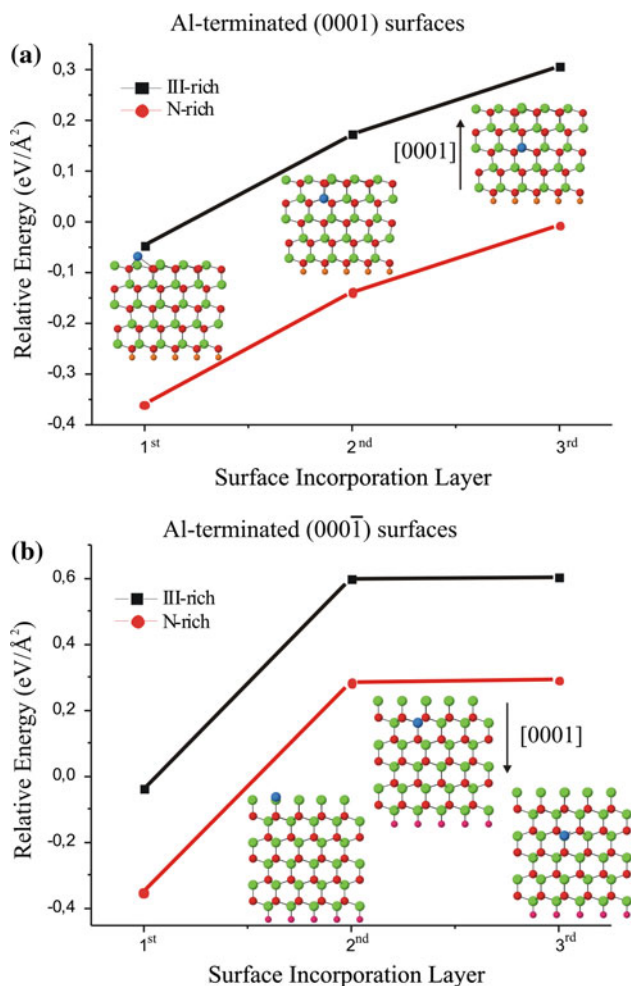 Al-terminated (0001) surfaces
(a)
III-rich
N-rich
0,3
0,2
0,1
0,0
-0,1
-0,2
-0,3
-0,4
Relative Energy (eV/Å²)
[0001]
1st
2nd
3rd
Surface Incorporation Layer
Al-terminated (0001̄) surfaces
(b)
III-rich
N-rich
0,6
0,4
0,2
0,0
-0,2
-0,4
Relative Energy (eV/Å²)
[0001]
1st
2nd
3rd
Surface Incorporation Layer